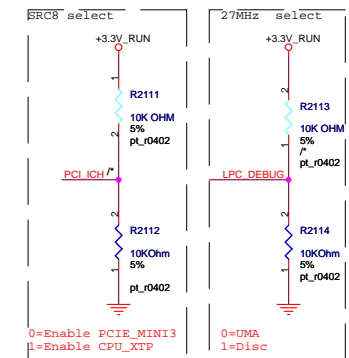 SRC8 select
+3.3V_RUN
1
R2111
10K OHM
5%
2
pt_r0402
PCI_ICH
/*
2
R2112
10KOhm
5%
1
pt_r0402
0=Enable PCIE_MINI3
1=Enable CPU_XTP
27MHz select
+3.3V_RUN
2
R2113
10K OHM
5%
1
/*
pt_r0402
LPC_DEBUG
2
R2114
10KOhm
5%
1
pt_r0402
0=UMA
1=Disc